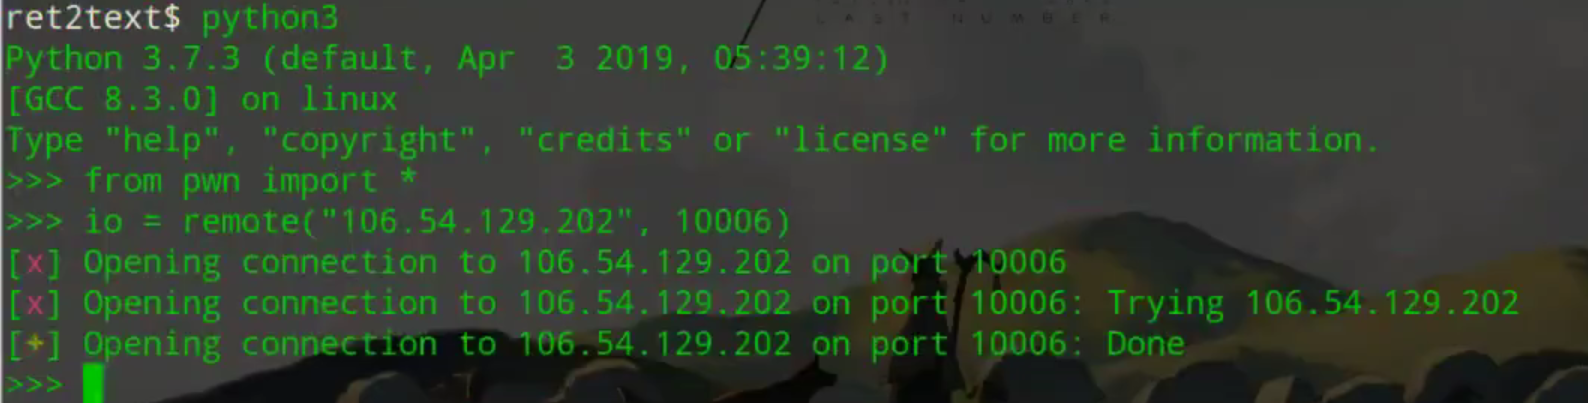 LAST NUMBER
ret2text$ python3
Python 3.7.3 (default, Apr  3 2019, 05:39:12)
[GCC 8.3.0] on linux
Type "help", "copyright", "credits" or "license" for more information.
>>> from pwn import *
>>> io = remote("106.54.129.202", 10006)
[x] Opening connection to 106.54.129.202 on port 10006
[x] Opening connection to 106.54.129.202 on port 10006: Trying 106.54.129.202
[+] Opening connection to 106.54.129.202 on port 10006: Done
>>>